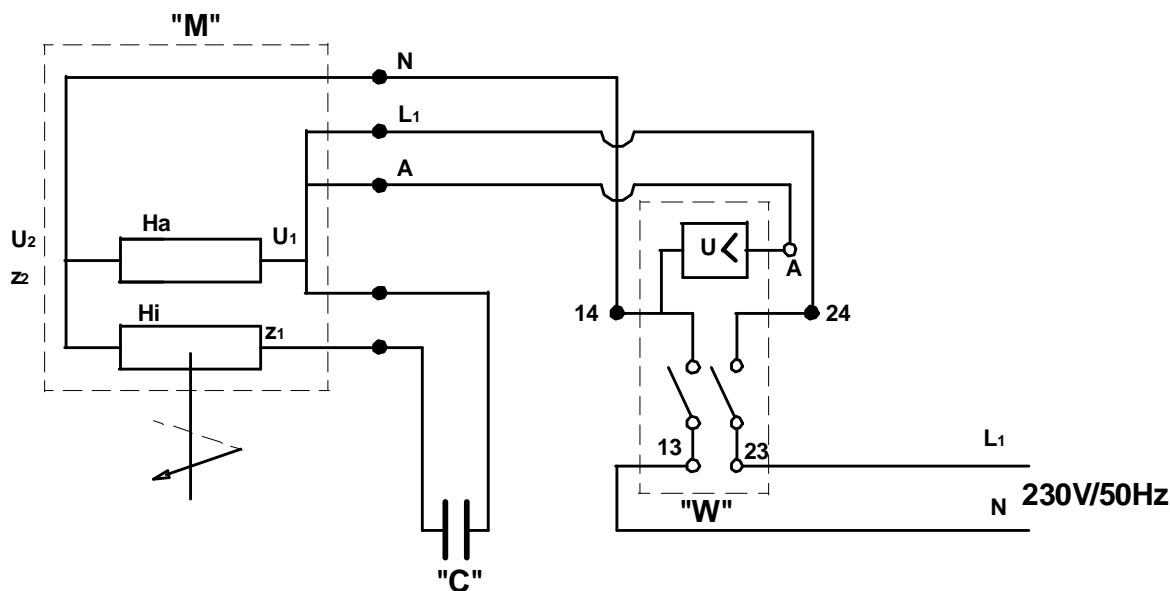 "M"
N
L1
A
Ha
U1
U2
z2
Hi
z1
U <
A
14
24
13
23
L1
N
230V/50Hz
"W"
"C"